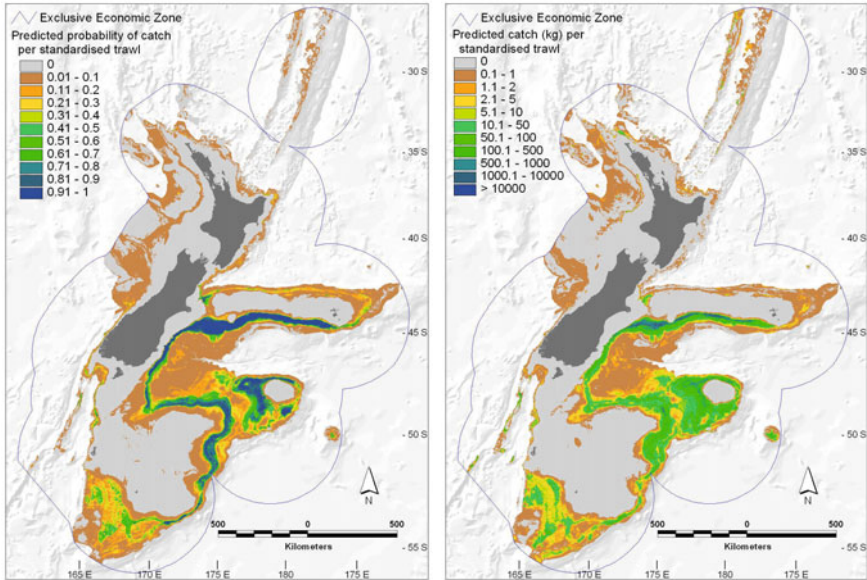 Exclusive Economic Zone
Predicted probability of catch
per standardised trawl
0
0.01 - 0.1
0.11 - 0.2
0.21 - 0.3
0.31 - 0.4
0.41 - 0.5
0.51 - 0.6
0.61 - 0.7
0.71 - 0.8
0.81 - 0.9
0.91 - 1
- 30 S
- 35 S
- 40 S
- 45 S
- 50 S
- 55 S
N
500 0 500
Kilometers
165 E 170 E 175 E 180 175 E
Exclusive Economic Zone
Predicted catch (kg) per
standardised trawl
0
0.1 - 1
1.1 - 2
2.1 - 5
5.1 - 10
10.1 - 50
50.1 - 100
100.1 - 500
500.1 - 1000
1000.1 - 10000
> 10000
- 30 S
- 35 S
- 40 S
- 45 S
- 50 S
- 55 S
N
500 0 500
Kilometers
165 E 170 E 175 E 180 175 E